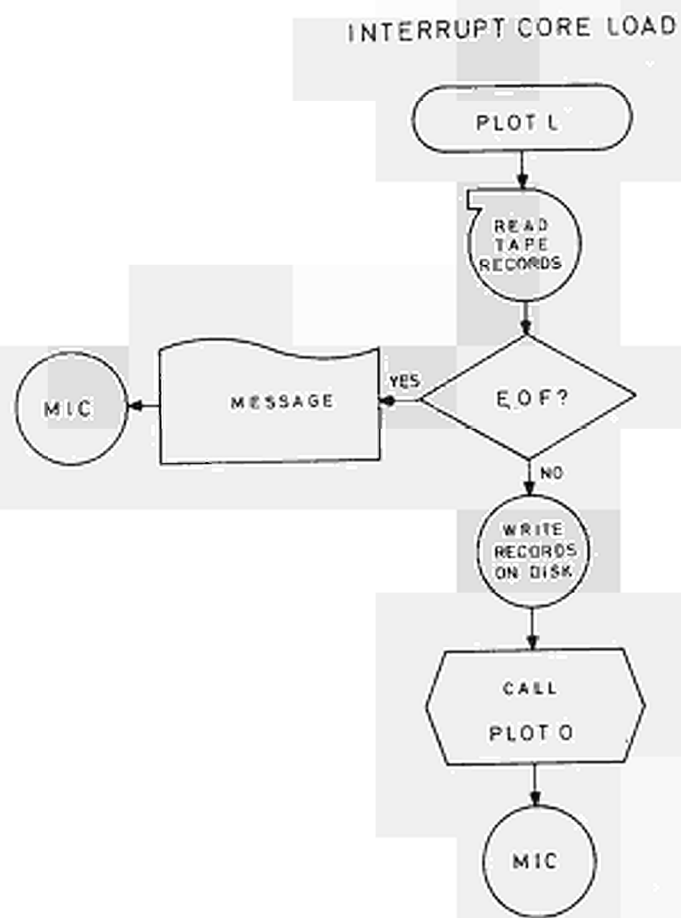 INTERRUPT CORE LOAD
PLOT L
READ
TAPE
RECORDS
E.O F?
YES
MESSAGE
MIC
NO
WRITE
RECORDS
ON DISK
CALL
PLOT O
MIC